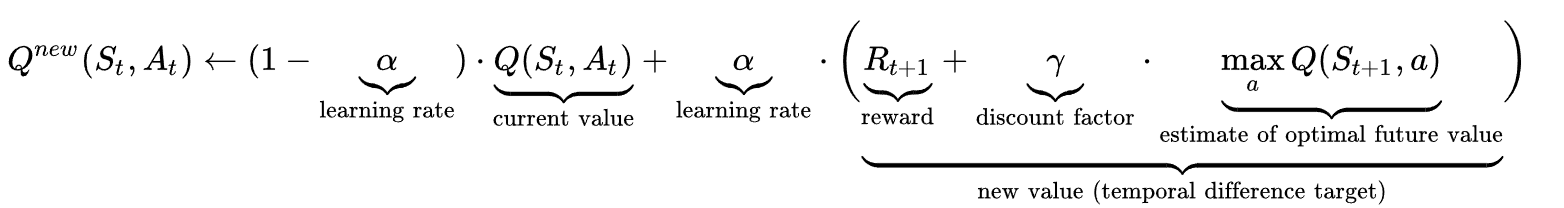 Q^{new}(S_t, A_t) ← (1 − α) · Q(S_t, A_t) + α · (R_{t+1} + γ · max_a Q(S_{t+1}, a))
learning rate current value learning rate reward discount factor estimate of optimal future value
new value (temporal difference target)